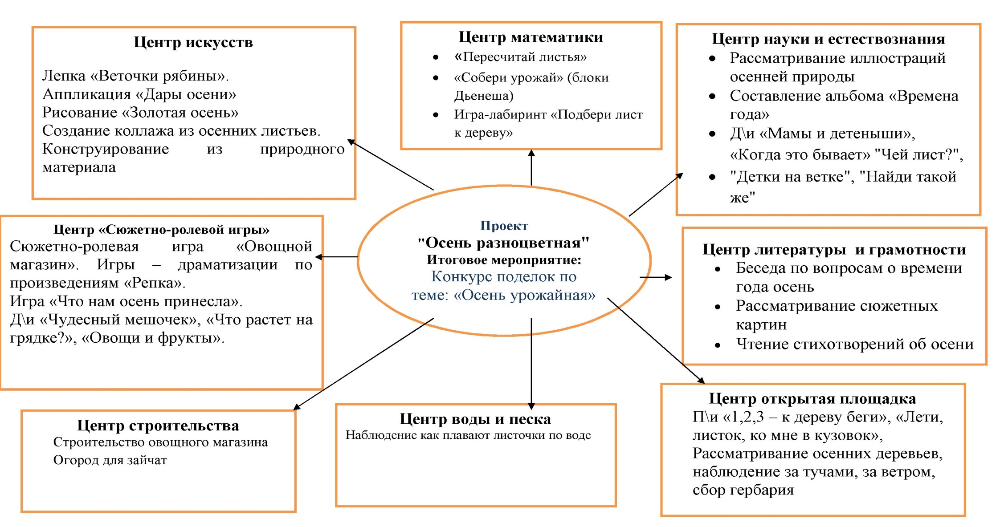 Центр искусств
Лепка «Веточки рябины».
Аппликация «Дары осени»
Рисование «Золотая осень»
Создание коллажа из осенних листьев.
Конструирование из природного
материала
Центр математики
• «Пересчитай листья»
• «Собери урожай» (блоки
Дьенеша)
• Игра-лабиринт «Подбери лист
к дереву»
Центр науки и естествознания
• Рассматривание иллюстраций
осенней природы
• Составление альбома «Времена
года»
• Д\и «Мамы и детеныши»,
«Когда это бывает» "Чей лист?",
• "Детки на ветке", "Найди такой
же"
Центр «Сюжетно-ролевой игры»
Сюжетно-ролевая игра «Овощной
магазин». Игры – драматизации по
произведениям «Репка».
Игра «Что нам осень принесла».
Д\и «Чудесный мешочек», «Что растет на
грядке?», «Овощи и фрукты».
Проект
"Осень разноцветная"
Итоговое мероприятие:
Конкурс поделок по
теме: «Осень урожайная»
Центр литературы и грамотности
• Беседа по вопросам о времени
года осень
• Рассматривание сюжетных
картин
• Чтение стихотворений об осени
Центр строительства
Строительство овощного магазина
Огород для зайчат
Центр воды и песка
Наблюдение как плавают листочки по воде
Центр открытая площадка
П\и «1,2,3 – к дереву беги», «Лети,
листок, ко мне в кузовок»,
Рассматривание осенних деревьев,
наблюдение за тучами, за ветром,
сбор гербария